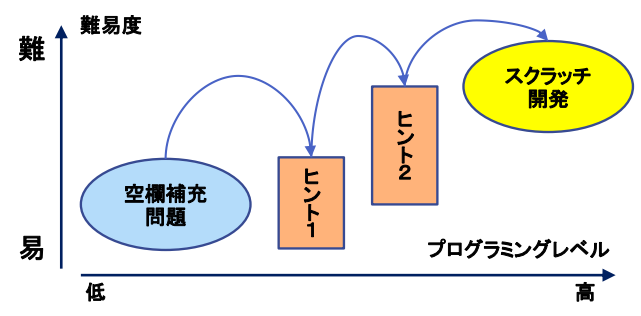 難易度
難
スクラッチ
開発
ヒント2
ヒント1
空欄補充
問題
易
プログラミングレベル
低
高